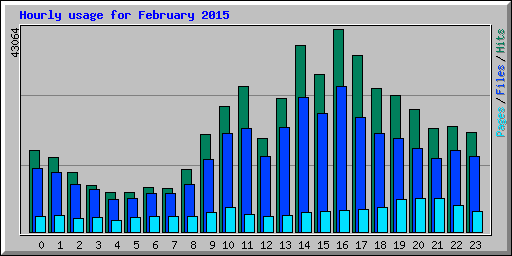 Hourly usage for February 2015
43064
Pages/Files/Hits
0 1 2 3 4 5 6 7 8 9 10 11 12 13 14 15 16 17 18 19 20 21 22 23